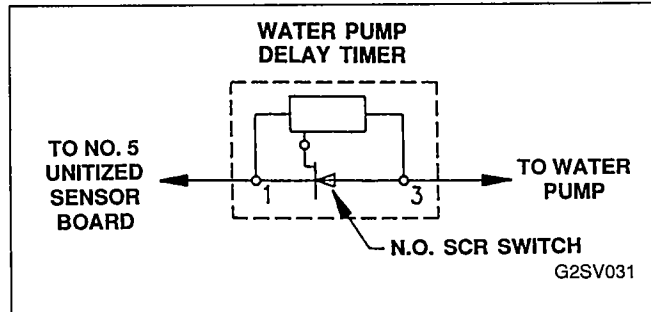 WATER PUMP
DELAY TIMER
TO NO. 5
UNITIZED
SENSOR
BOARD
1
3
TO WATER
PUMP
N.O. SCR SWITCH
G2SV031